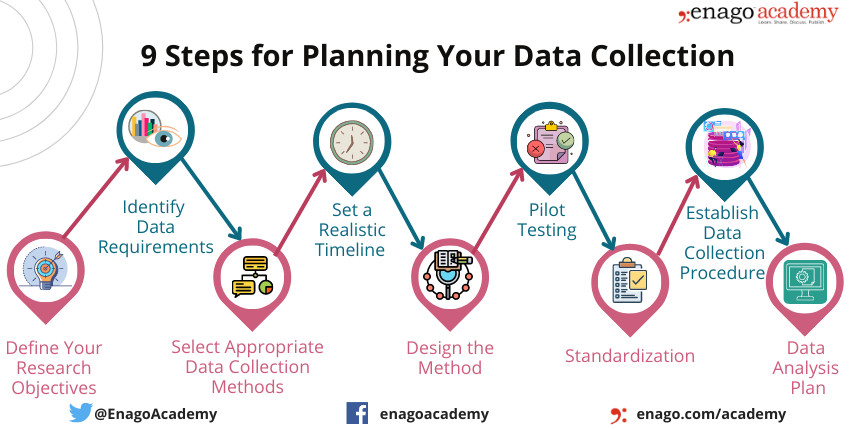 enago academy
Learn. Share. Discuss. Publish.
9 Steps for Planning Your Data Collection
Define Your
Research
Objectives
Identify
Data
Requirements
Select Appropriate
Data Collection
Methods
Set a
Realistic
Timeline
Design the
Method
Pilot
Testing
Standardization
Establish
Data
Collection
Procedure
Data
Analysis
Plan
@EnagoAcademy
enagoacademy
enago.com/academy